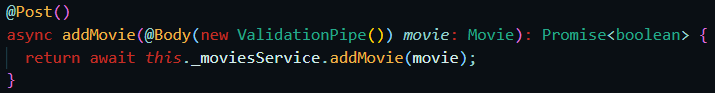 @Post()
async addMovie(@Body(new ValidationPipe()) movie: Movie): Promise<boolean> {
  return await this._moviesService.addMovie(movie);
}